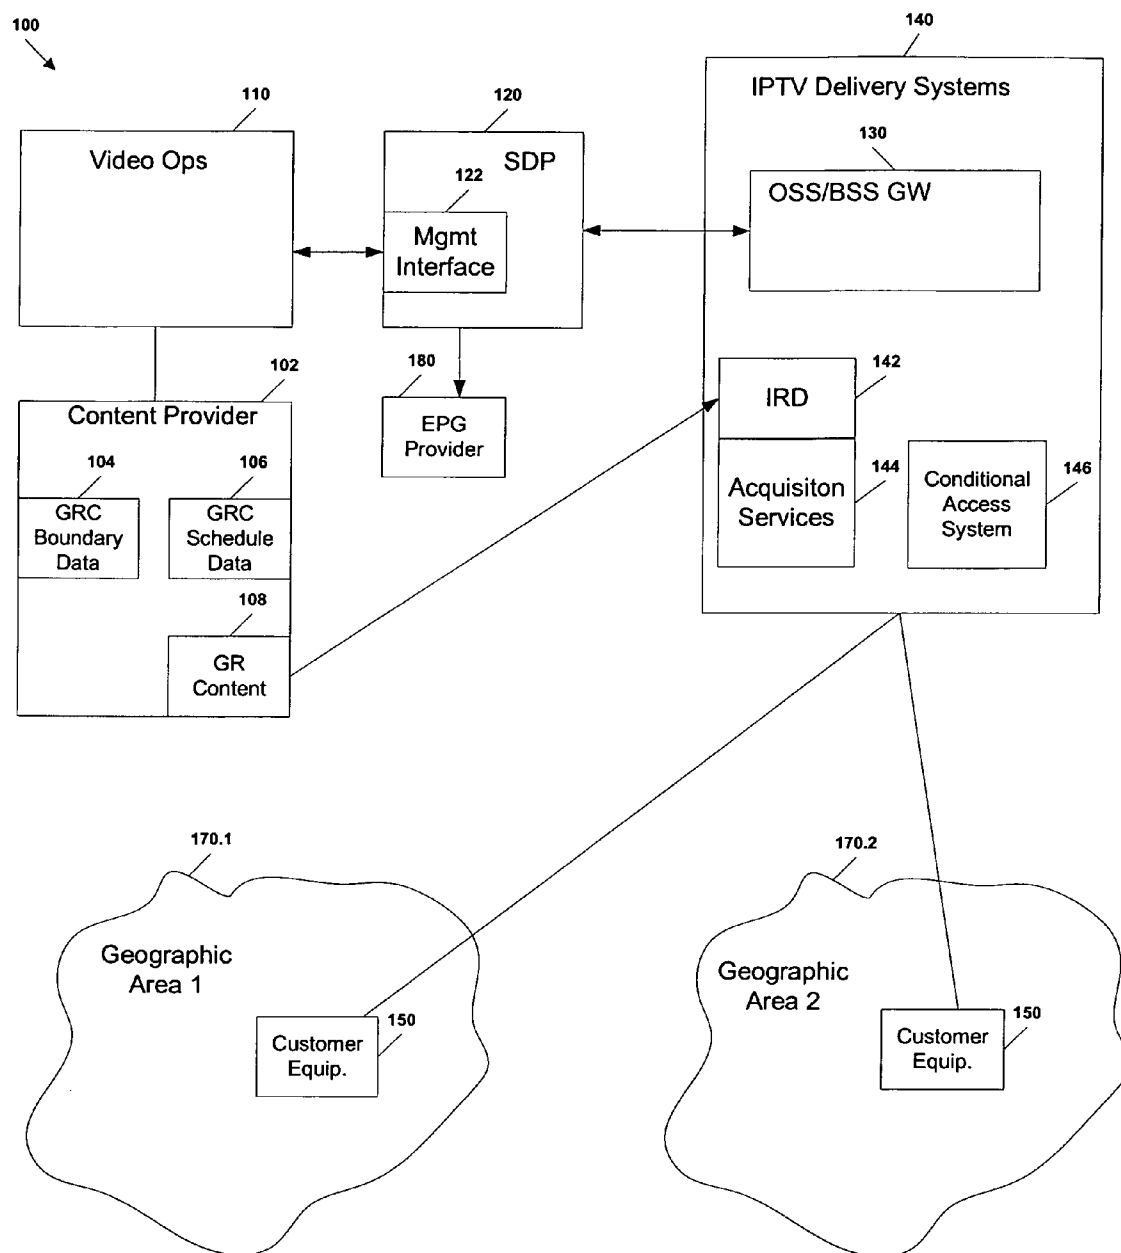 100
110
Video Ops
120
SDP
122
Mgmt
Interface
140
IPTV Delivery Systems
130
OSS/BSS GW
102
Content Provider
104
GRC
Boundary
Data
106
GRC
Schedule
Data
108
GR
Content
180
EPG
Provider
142
IRD
144
Acquisiton
Services
146
Conditional
Access
System
170.1
Geographic
Area 1
150
Customer
Equip.
170.2
Geographic
Area 2
150
Customer
Equip.